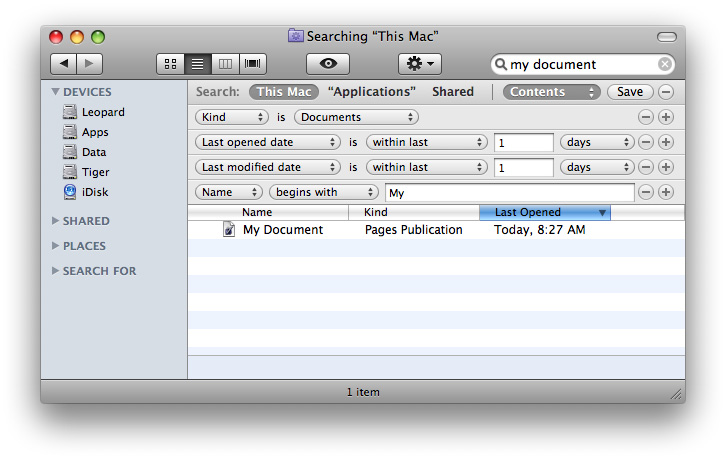 Searching “This Mac”
my document
DEVICES
Leopard
Apps
Data
Tiger
iDisk
SHARED
PLACES
SEARCH FOR
Search: This Mac “Applications” Shared Contents Save
Kind is Documents
Last opened date is within last 1 days
Last modified date is within last 1 days
Name begins with My
Name Kind Last Opened
My Document Pages Publication Today, 8:27 AM
1 item